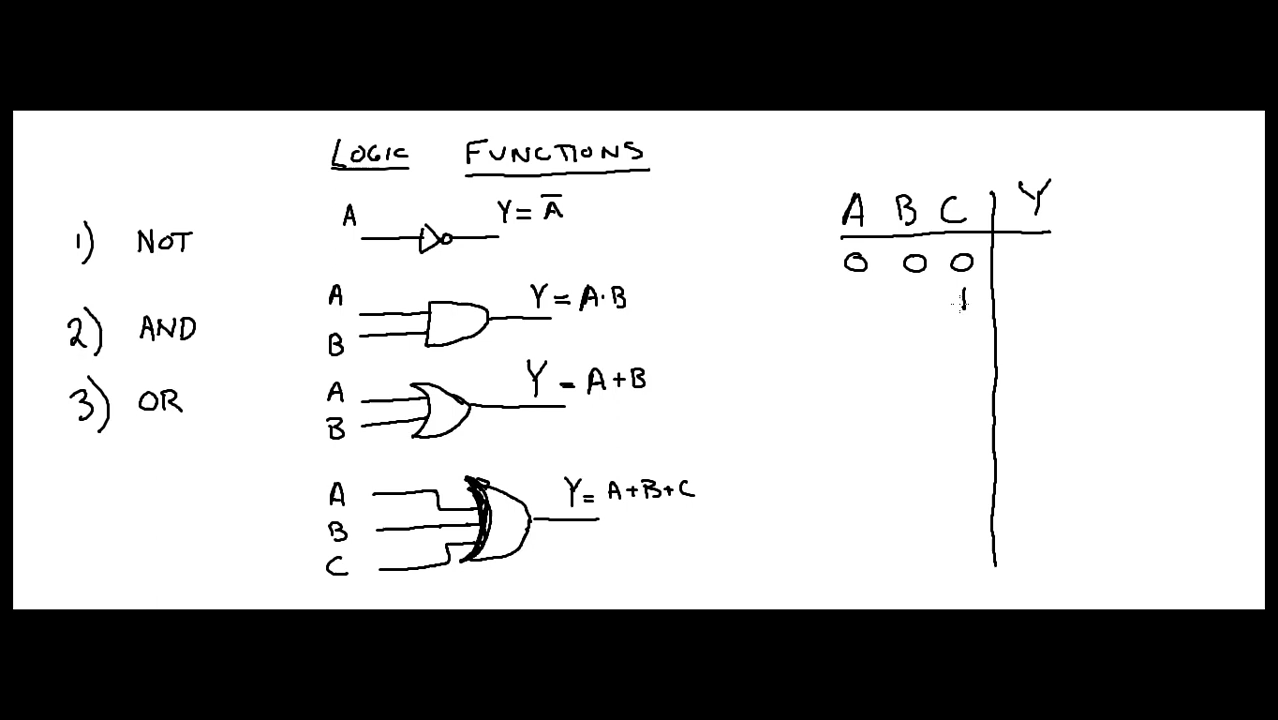 LOGIC FUNCTIONS
1) NOT
A
Y = A̅
2) AND
A
B
Y = A·B
3) OR
A
B
Y = A+B
A
B
C
Y = A+B+C
A B C Y
0 0 0
1